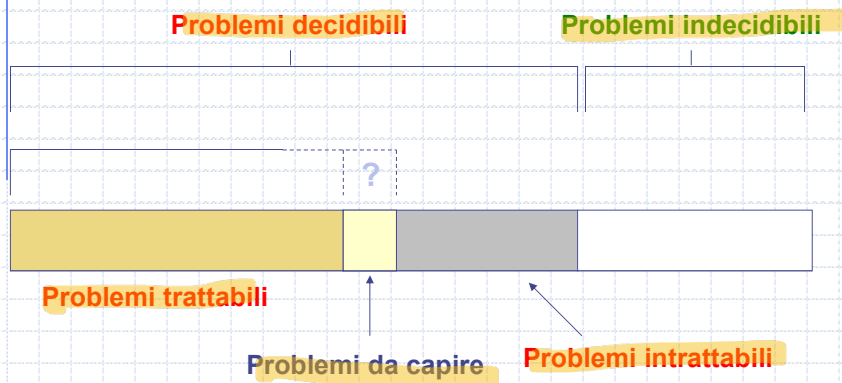 Problemi decidibili
Problemi indecidibili
?
Problemi trattabili
Problemi da capire
Problemi intrattabili